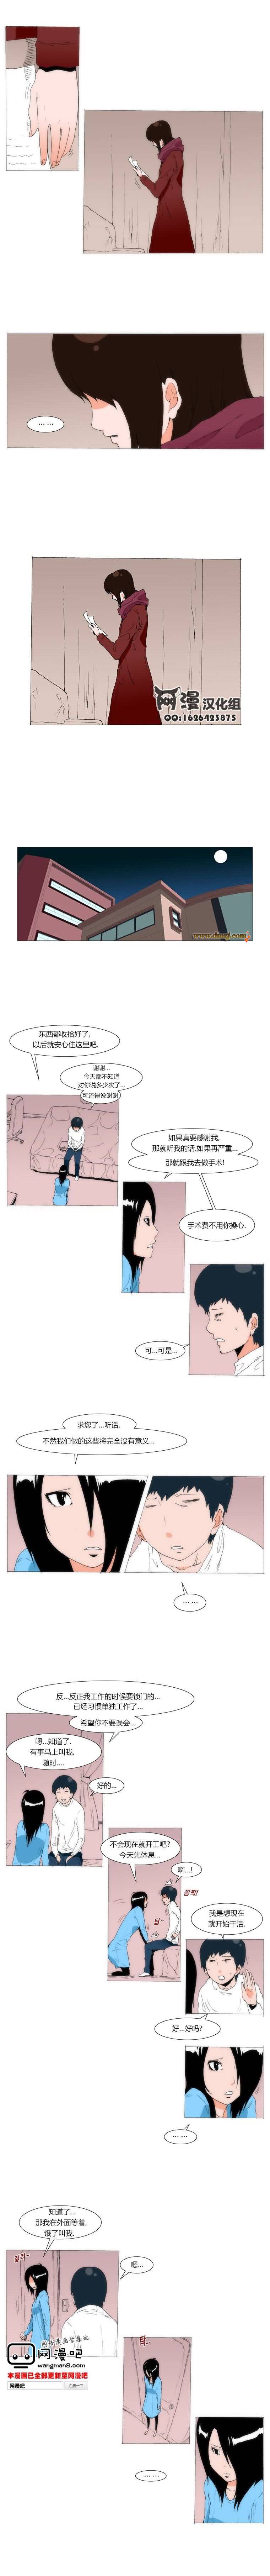 ... ...
网漫汉化组
QQ:1626423875
东西都收拾好了,
以后就安心住这里吧.
谢谢...
今天都不知道
对你说多少次了...
可还得说谢谢
如果真要感谢我,
那就听我的话.如果再严重...
那就跟我去做手术!
手术费不用你操心.
可...可是...
求您了...听话.
不然我们做的这些将完全没有意义...
... ...
反...反正我工作的时候要锁门的...
已经习惯单独工作了...
希望你不要误会...
嗯...知道了.
有事马上叫我,
随时....
好的...
不会现在就开工吧?
今天先休息...
啊...!
깜짝!
탈~
我是想现在
就开始干活.
好...好吗?
... ...
知道了...
那我在外面等着,
饿了叫我.
嗯...
网漫吧
wangman8.com
本漫画已全部更新至网漫吧
网漫吧
탁~
... ...